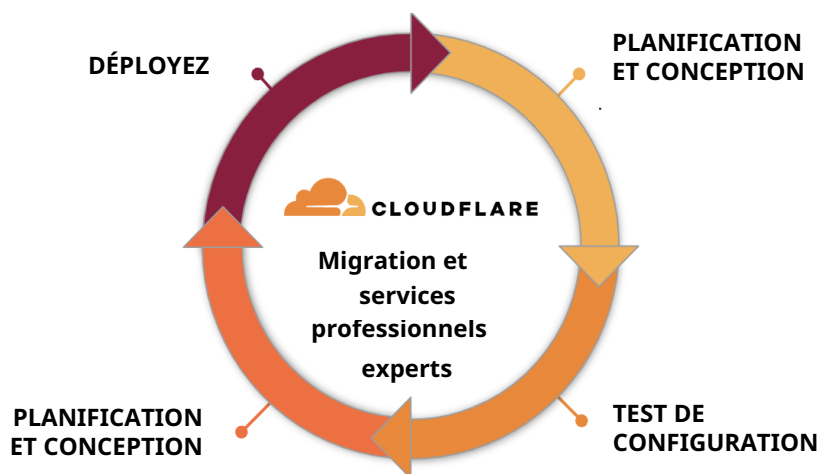 DÉPLOYEZ
PLANIFICATION
ET CONCEPTION
CLOUDFLARE
Migration et
services
professionnels
experts
PLANIFICATION
ET CONCEPTION
TEST DE
CONFIGURATION